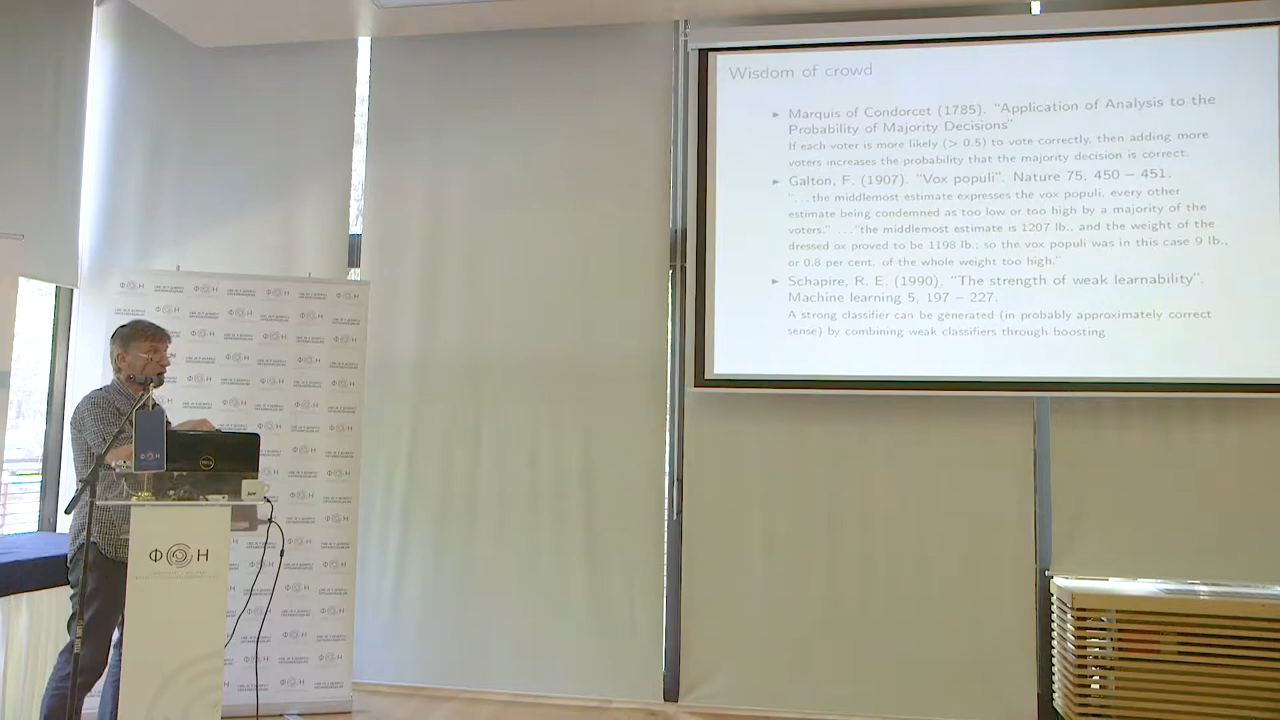 Wisdom of crowd
► Marquis of Condorcet (1785). "Application of Analysis to the
Probability of Majority Decisions"
If each voter is more likely (> 0.5) to vote correctly, then adding more
voters increases the probability that the majority decision is correct.
► Galton, F. (1907). "Vox populi". Nature 75, 450 – 451.
"...the middlemost estimate expresses the vox populi, every other
estimate being condemned as too low or too high by a majority of the
voters." ..."the middlemost estimate is 1207 lb., and the weight of the
dressed ox proved to be 1198 lb.; so the vox populi was in this case 9 lb.,
or 0.8 per cent. of the whole weight too high."
► Schapire, R. E. (1990). "The strength of weak learnability".
Machine learning 5, 197 – 227.
A strong classifier can be generated (in probably approximately correct
sense) by combining weak classifiers through boosting
DELL
ФОН